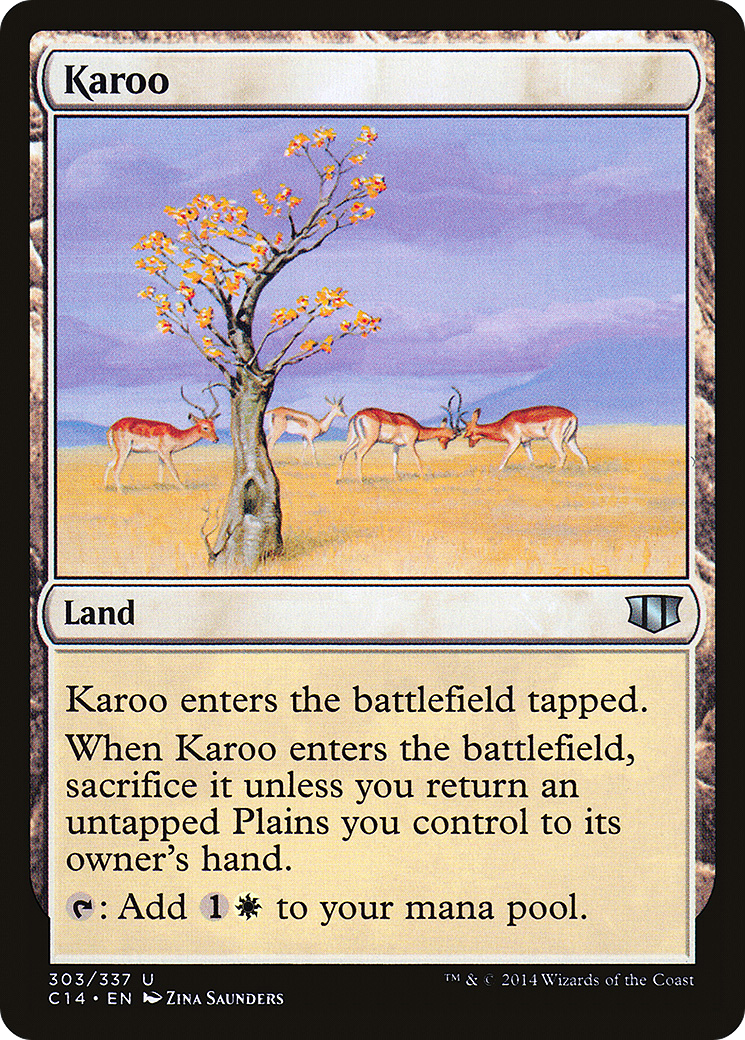 Karoo
ZINA
Land
Karoo enters the battlefield tapped.
When Karoo enters the battlefield,
sacrifice it unless you return an
untapped Plains you control to its
owner's hand.
: Add 1 to your mana pool.
303/337 U
™ & © 2014 Wizards of the Coast
C14 • EN Zina Saunders